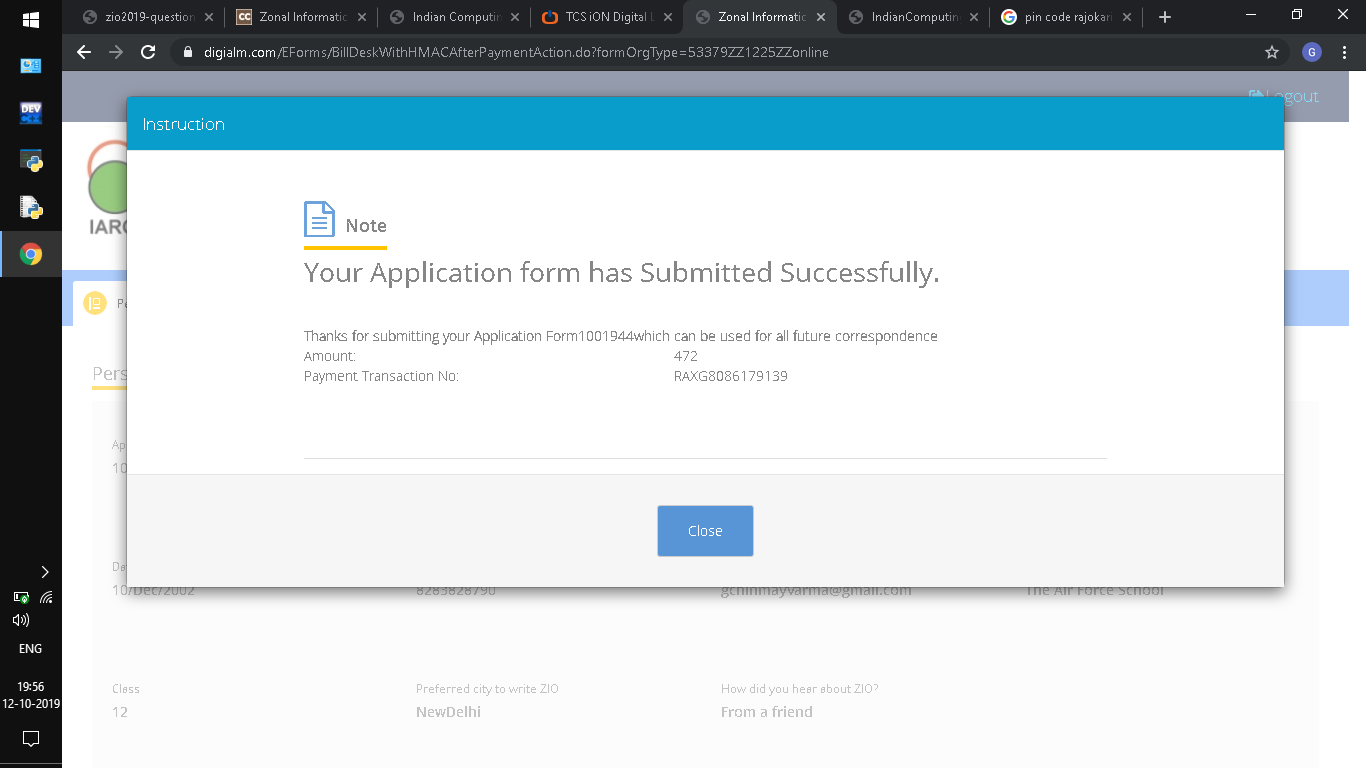 zio2019-question
Zonal Informatic
Indian Computin
TCS iON Digital L
Zonal Informatic
IndianComputin
pin code rajokar
digialm.com/EForms/BillDeskWithHMACAfterPaymentAction.do?formOrgType=53379ZZ1225ZZonline
G
Logout
Instruction
DEV
IARC
Note
Your Application form has Submitted Successfully.
Pe
Thanks for submitting your Application Form1001944which can be used for all future correspondence
Amount: 472
Payment Transaction No: RAXG8086179139
Pers
Ap
10
Close
Da
10/Dec/2002 8283828790 gchinmayvarma@gmail.com The Air Force School
Class Preferred city to write ZIO How did you hear about ZIO?
12 NewDelhi From a friend
ENG
19:56
12-10-2019